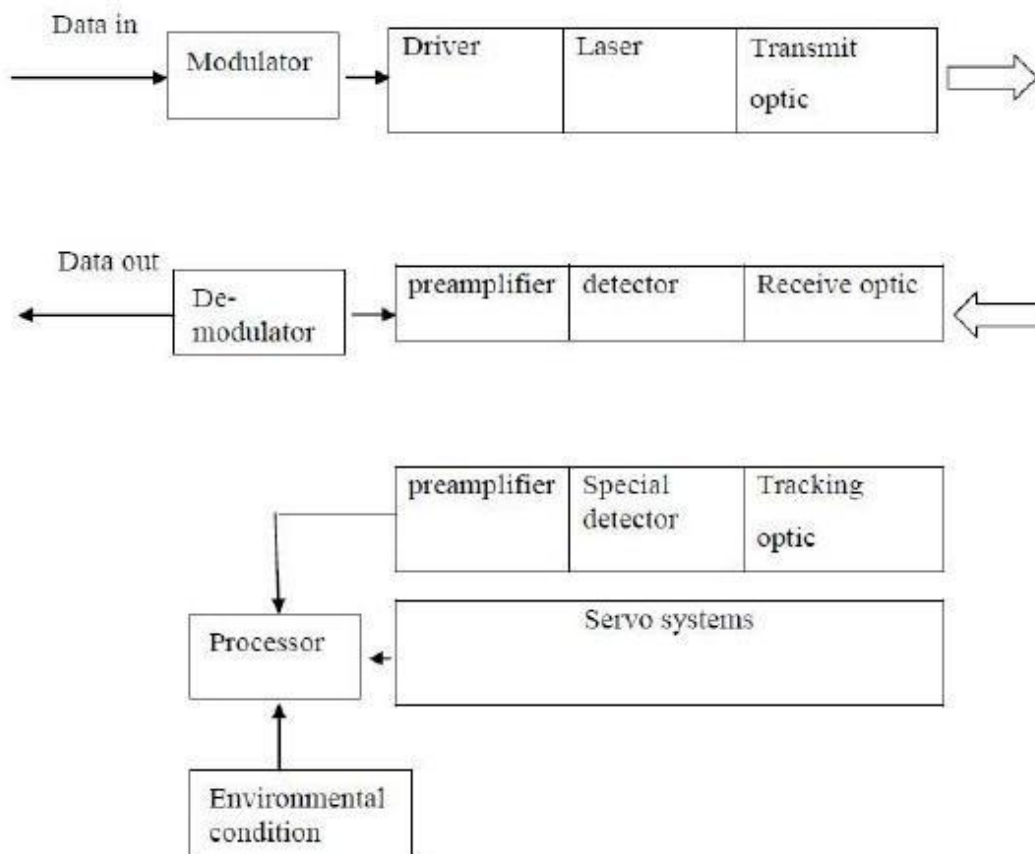 Data in
Modulator
Driver
Laser
Transmit
optic
Data out
De-
modulator
preamplifier
detector
Receive optic
preamplifier
Special
detector
Tracking
optic
Processor
Servo systems
Environmental
condition